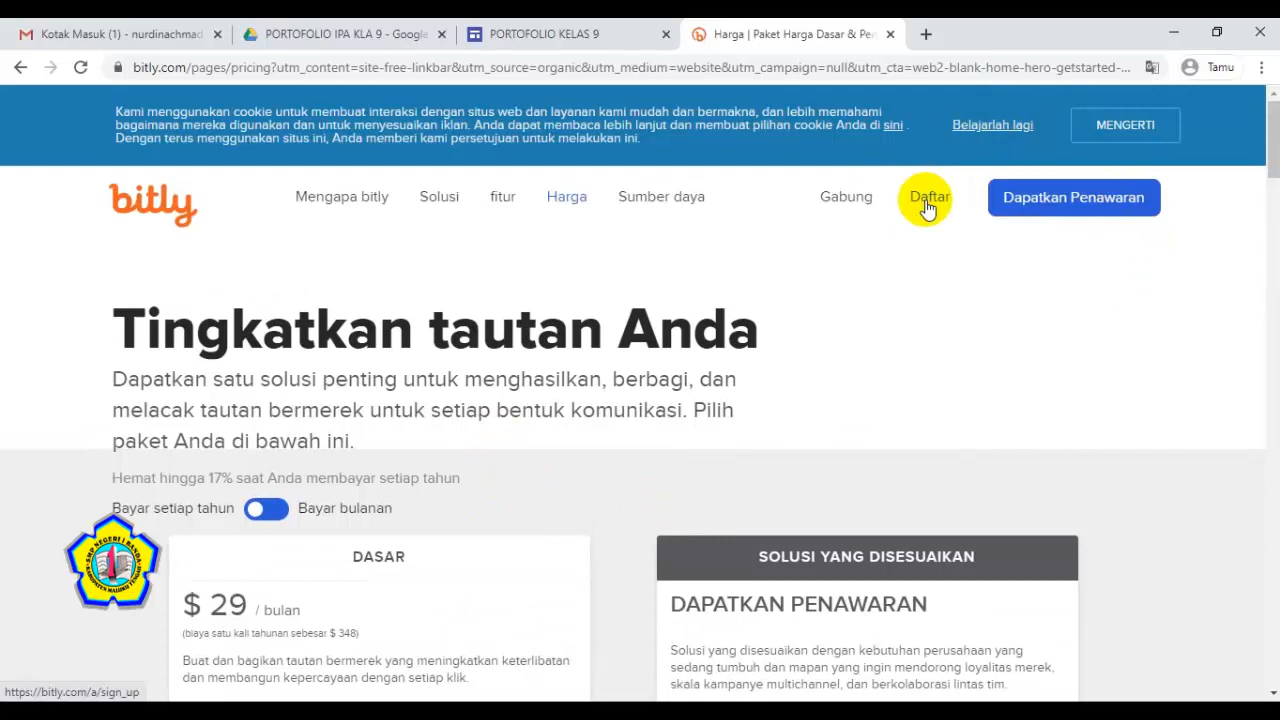 Kotak Masuk (1) - nurdinachmad
PORTOFOLIO IPA KLA 9 - Google
PORTOFOLIO KELAS 9
Harga | Paket Harga Dasar & Pe
bitly.com/pages/pricing?utm_content=site-free-linkbar&utm_source=organic&utm_medium=website&utm_campaign=null&utm_cta=web2-blank-home-hero-getstarted-...
Tamu
Kami menggunakan cookie untuk membuat interaksi dengan situs web dan layanan kami mudah dan bermakna, dan lebih memahami
bagaimana mereka digunakan dan untuk menyesuaikan iklan. Anda dapat membaca lebih lanjut dan membuat pilihan cookie Anda di sini .
Dengan terus menggunakan situs ini, Anda memberi kami persetujuan untuk melakukan ini.
Belajarlah lagi
MENGERTI
bitly
Mengapa bitly
Solusi
fitur
Harga
Sumber daya
Gabung
Daftar
Dapatkan Penawaran
Tingkatkan tautan Anda
Dapatkan satu solusi penting untuk menghasilkan, berbagi, dan
melacak tautan bermerek untuk setiap bentuk komunikasi. Pilih
paket Anda di bawah ini.
Hemat hingga 17% saat Anda membayar setiap tahun
Bayar setiap tahun
Bayar bulanan
SMP NEGERI 1 BANDA
KABUPATEN MALUKU TENGAH
DASAR
$ 29 / bulan
(biaya satu kali tahunan sebesar $ 348)
Buat dan bagikan tautan bermerek yang meningkatkan keterlibatan
dan membangun kepercayaan dengan setiap klik.
SOLUSI YANG DISESUAIKAN
DAPATKAN PENAWARAN
Solusi yang disesuaikan dengan kebutuhan perusahaan yang
sedang tumbuh dan mapan yang ingin mendorong loyalitas merek,
skala kampanye multichannel, dan berkolaborasi lintas tim.
https://bitly.com/a/sign_up